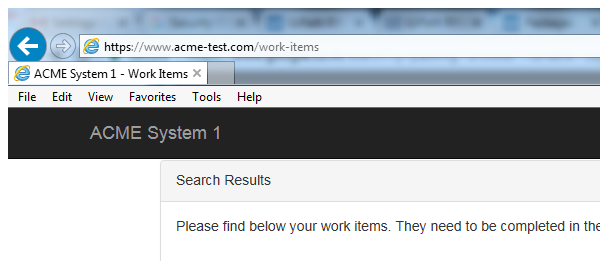 https://www.acme-test.com/work-items
ACME System 1 - Work Items
File Edit View Favorites Tools Help
ACME System 1
Search Results
Please find below your work items. They need to be completed in the